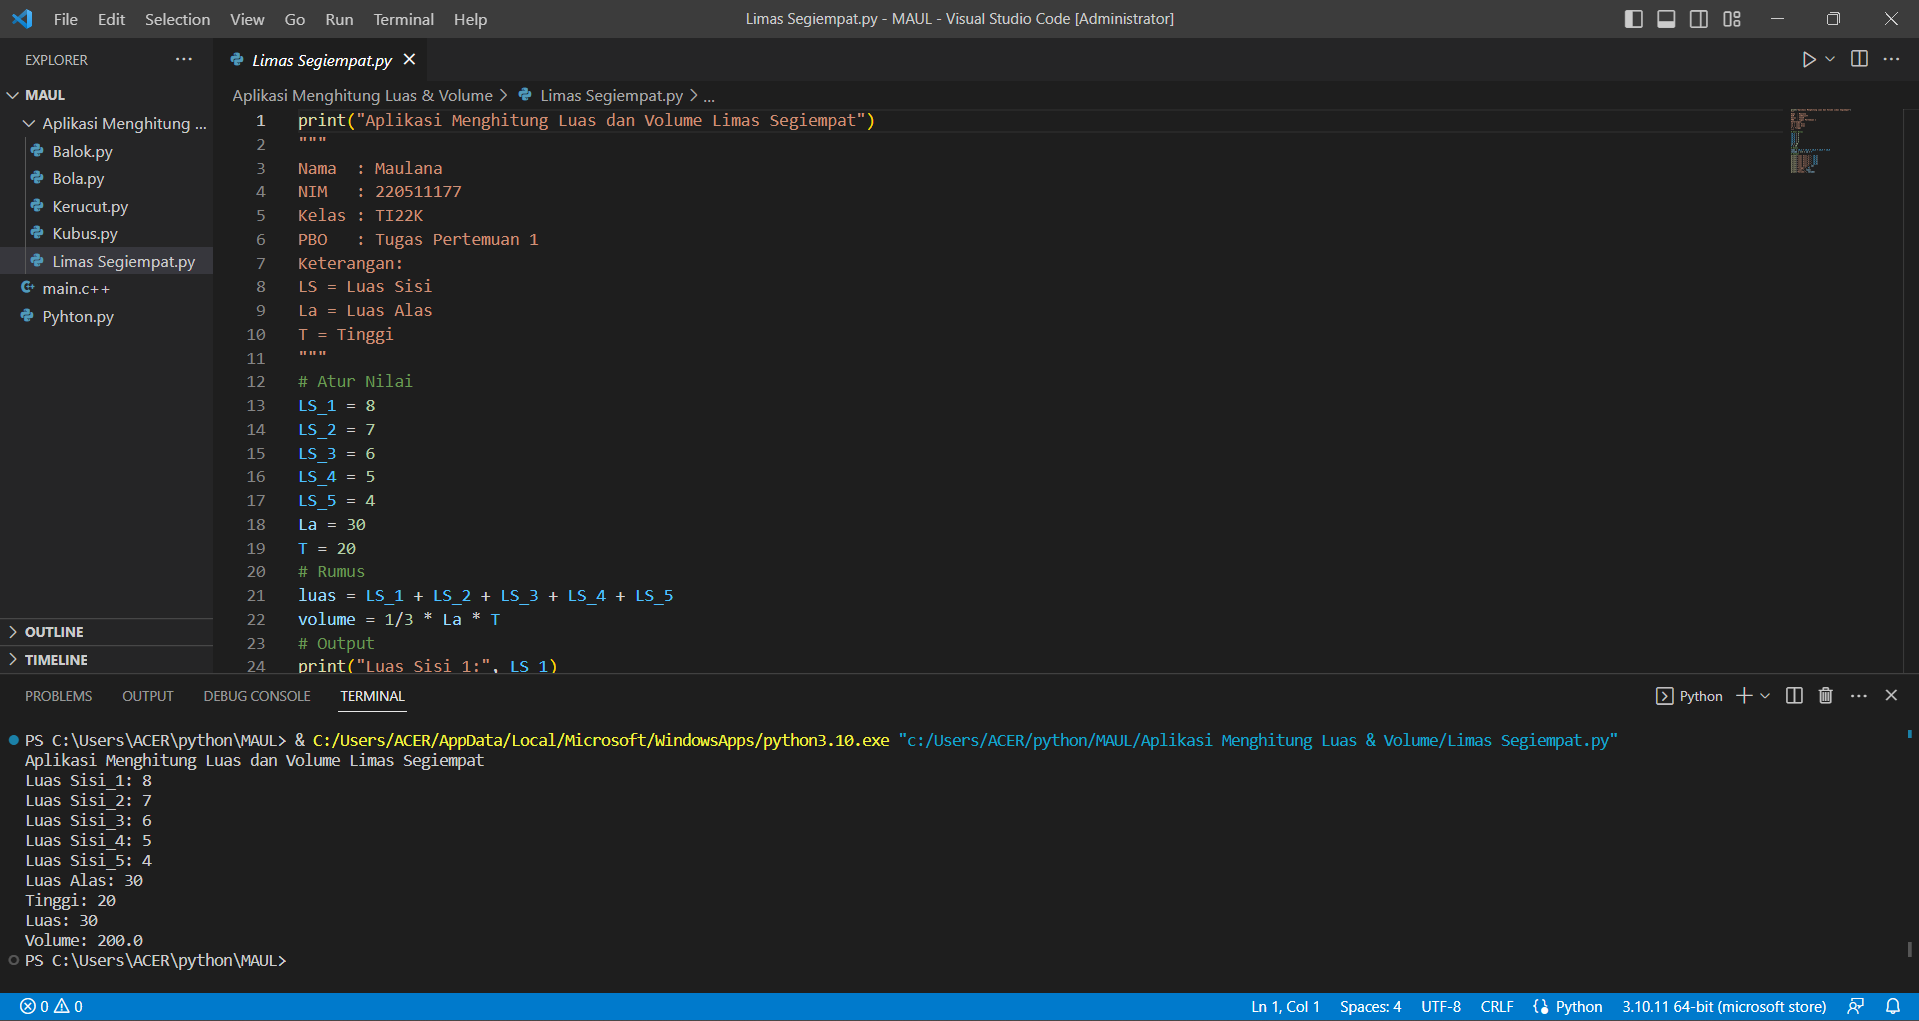 File Edit Selection View Go Run Terminal Help
Limas Segiempat.py - MAUL - Visual Studio Code [Administrator]
EXPLORER
MAUL
Aplikasi Menghitung ...
Balok.py
Bola.py
Kerucut.py
Kubus.py
Limas Segiempat.py
main.c++
Pyhton.py
OUTLINE
TIMELINE
Limas Segiempat.py
Aplikasi Menghitung Luas & Volume > Limas Segiempat.py > ...
1 print("Aplikasi Menghitung Luas dan Volume Limas Segiempat")
2 """
3 Nama  : Maulana
4 NIM   : 220511177
5 Kelas : TI22K
6 PBO   : Tugas Pertemuan 1
7 Keterangan:
8 LS = Luas Sisi
9 La = Luas Alas
10 T = Tinggi
11 """
12 # Atur Nilai
13 LS_1 = 8
14 LS_2 = 7
15 LS_3 = 6
16 LS_4 = 5
17 LS_5 = 4
18 La = 30
19 T = 20
20 # Rumus
21 luas = LS_1 + LS_2 + LS_3 + LS_4 + LS_5
22 volume = 1/3 * La * T
23 # Output
24 print("Luas Sisi_1:", LS_1)
PROBLEMS OUTPUT DEBUG CONSOLE TERMINAL
Python
PS C:\Users\ACER\python\MAUL> & C:/Users/ACER/AppData/Local/Microsoft/WindowsApps/python3.10.exe "c:/Users/ACER/python/MAUL/Aplikasi Menghitung Luas & Volume/Limas Segiempat.py"
Aplikasi Menghitung Luas dan Volume Limas Segiempat
Luas Sisi_1: 8
Luas Sisi_2: 7
Luas Sisi_3: 6
Luas Sisi_4: 5
Luas Sisi_5: 4
Luas Alas: 30
Tinggi: 20
Luas: 30
Volume: 200.0
PS C:\Users\ACER\python\MAUL>
0 0
Ln 1, Col 1 Spaces: 4 UTF-8 CRLF Python 3.10.11 64-bit (microsoft store)